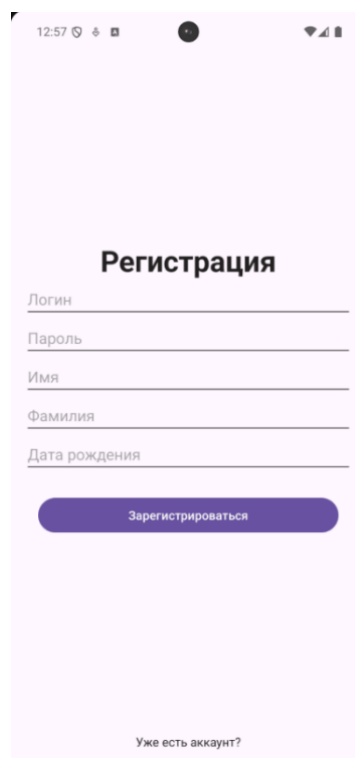 12:57
Регистрация
Логин
Пароль
Имя
Фамилия
Дата рождения
Зарегистрироваться
Уже есть аккаунт?